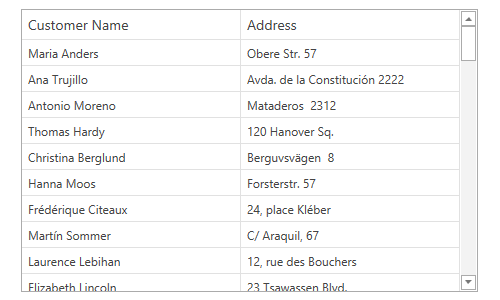 Customer Name Address
Maria Anders Obere Str. 57
Ana Trujillo Avda. de la Constitución 2222
Antonio Moreno Mataderos  2312
Thomas Hardy 120 Hanover Sq.
Christina Berglund Berguvsvägen  8
Hanna Moos Forsterstr. 57
Frédérique Citeaux 24, place Kléber
Martín Sommer C/ Araquil, 67
Laurence Lebihan 12, rue des Bouchers
Elizabeth Lincoln 23 Tsawassen Blvd.